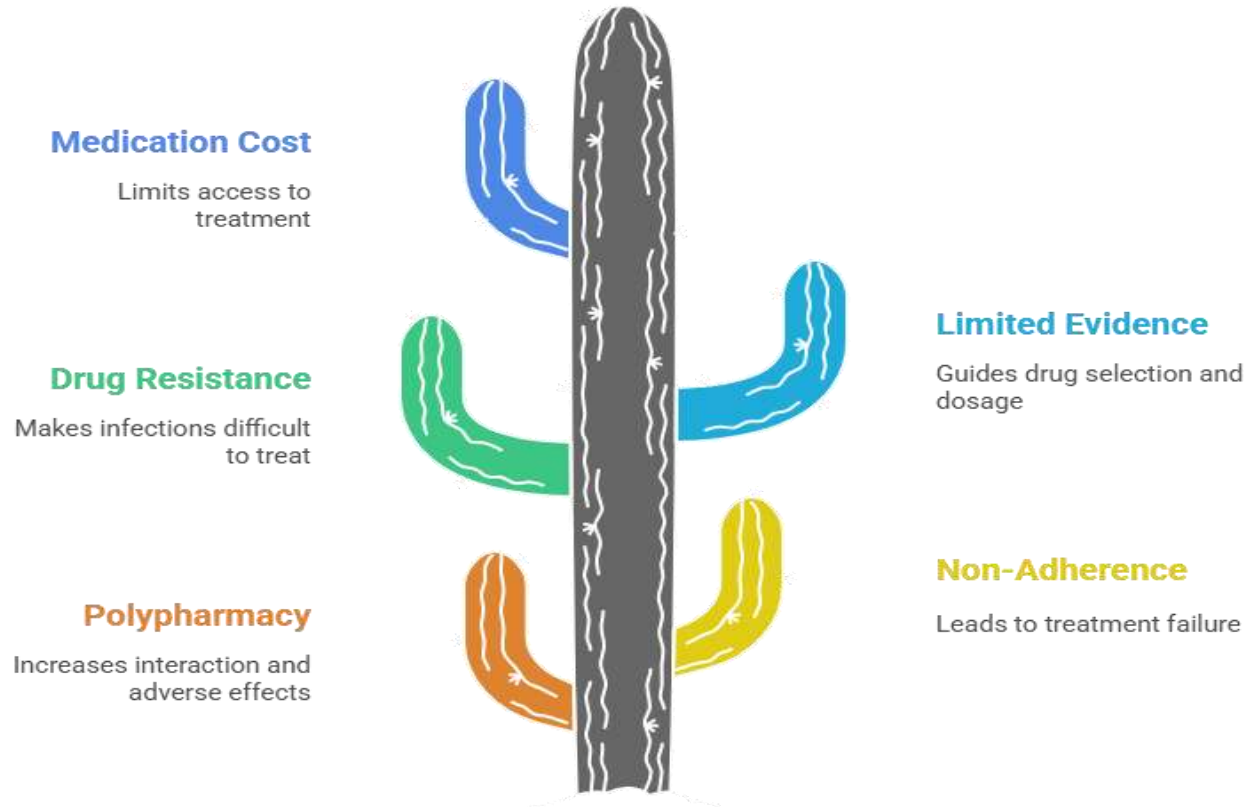 Medication Cost
Limits access to
treatment
Limited Evidence
Guides drug selection and
dosage
Drug Resistance
Makes infections difficult
to treat
Non-Adherence
Leads to treatment failure
Polypharmacy
Increases interaction and
adverse effects